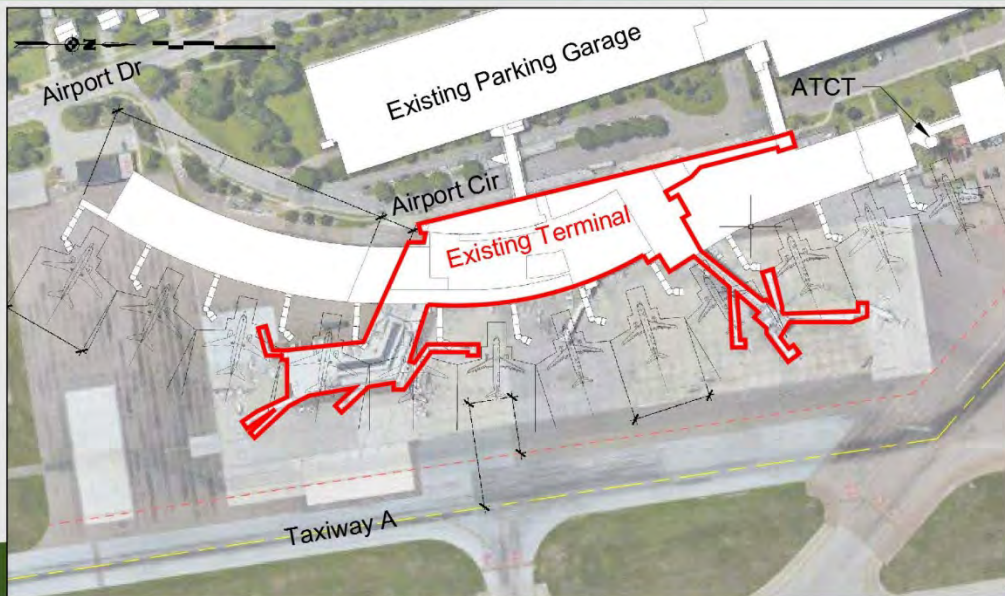 N
Airport Dr
Existing Parking Garage
ATCT
Airport Cir
Existing Terminal
Taxiway A